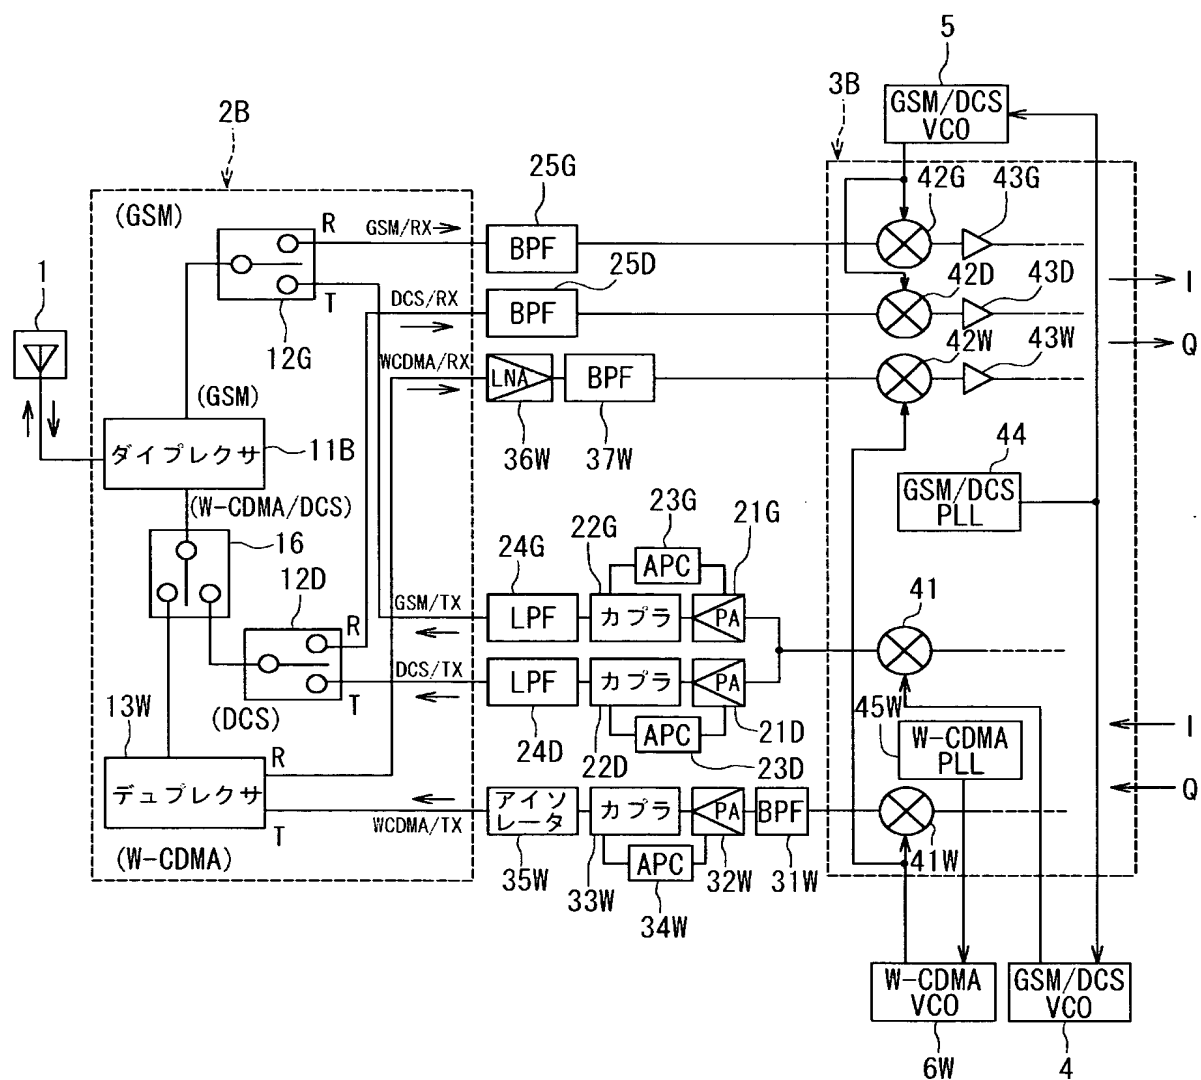 5
GSM/DCS
VCO
3B
2B
(GSM)
R
GSM/RX
25G
BPF
42G
43G
T
12G
DCS/RX
25D
BPF
42D
43D
I
1
WCDMA/RX
LNA
36W
BPF
37W
42W
43W
Q
(GSM)
ダイプレクサ
11B
(W-CDMA/DCS)
44
GSM/DCS
PLL
16
12D
R
T
(DCS)
GSM/TX
24G
LPF
22G
カプラ
23G
APC
21G
PA
41
DCS/TX
24D
LPF
22D
カプラ
23D
APC
21D
PA
45W
W-CDMA
PLL
I
Q
13W
デュプレクサ
R
T
(W-CDMA)
WCDMA/TX
アイソ
レータ
35W
カプラ
33W
APC
34W
PA
32W
BPF
31W
41W
W-CDMA
VCO
6W
GSM/DCS
VCO
4